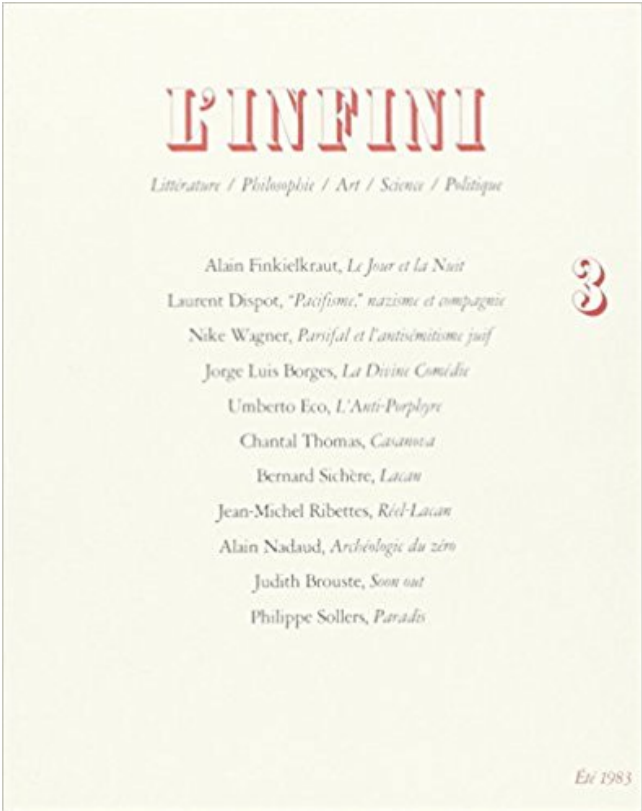 L'INFINI
Littérature / Philosophie / Art / Science / Politique
Alain Finkielkraut, Le Jour et la Nuit
3
Laurent Dispot, "Pacifisme," nazisme et compagnie
Nike Wagner, Parsifal et l'antisémitisme juif
Jorge Luis Borges, La Divine Comédie
Umberto Eco, L'Anti-Porphyre
Chantal Thomas, Casanova
Bernard Sichère, Lacan
Jean-Michel Ribettes, Réel-Lacan
Alain Nadaud, Archéologie du zéro
Judith Brouste, Soon out
Philippe Sollers, Paradis
Été 1983